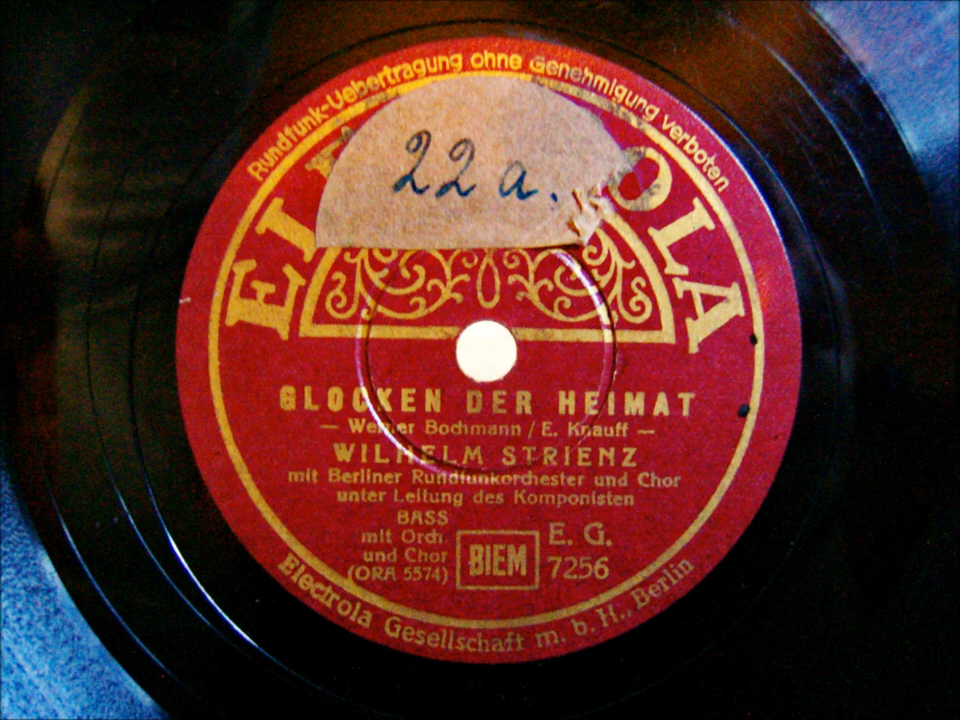 Rundfunk-Uebertragung ohne Genehmigung verboten
22 a.
GLOCKEN DER HEIMAT
— Werner Bochmann / E. Knauff —
WILHELM STRIENZ
mit Berliner Rundfunkorchester und Chor
unter Leitung des Komponisten
BASS
mit Orch.
und Chor
(ORA 5574)
BIEM
E. G.
7256
Electrola Gesellschaft m. b. H., Berlin